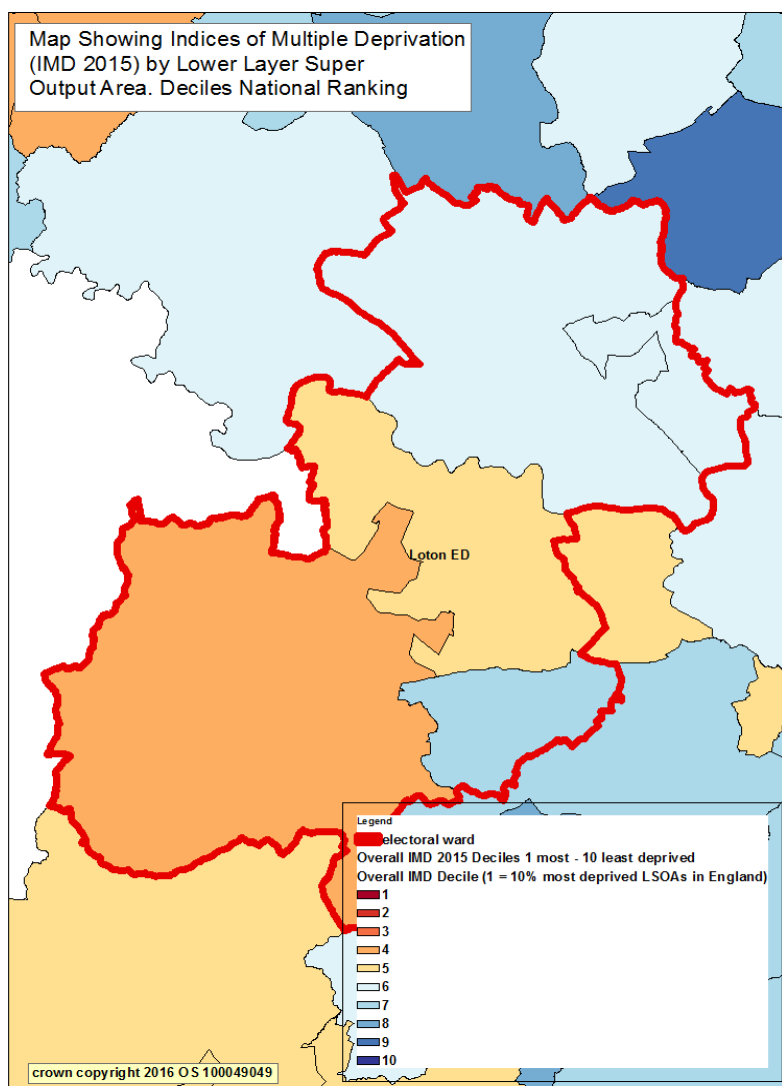 Map Showing Indices of Multiple Deprivation
(IMD 2015) by Lower Layer Super
Output Area. Deciles National Ranking
Loton ED
Legend
electoral ward
Overall IMD 2015 Deciles 1 most - 10 least deprived
Overall IMD Decile (1 = 10% most deprived LSOAs in England)
1
2
3
4
5
6
7
8
9
10
crown copyright 2016 OS 100049049